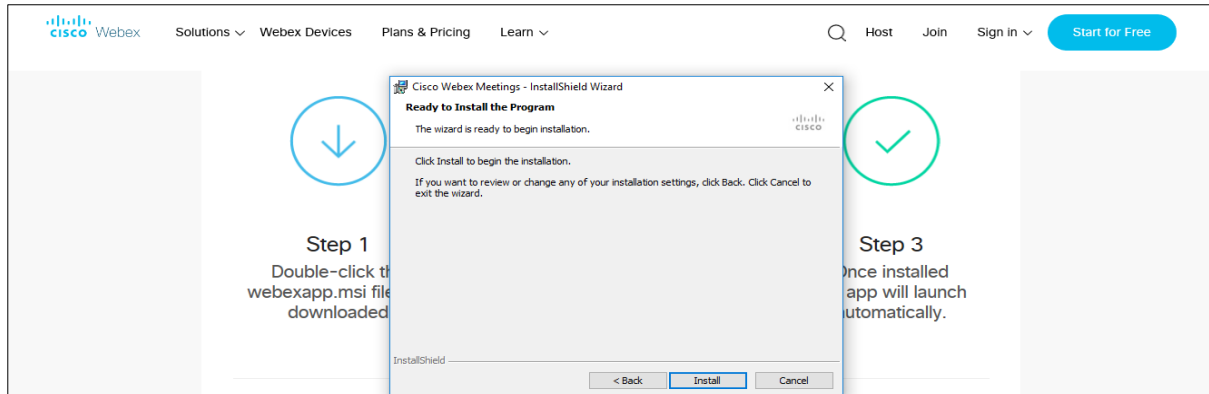 CISCO Webex Solutions Webex Devices Plans & Pricing Learn Host Join Sign in Start for Free
Cisco Webex Meetings - InstallShield Wizard
Ready to Install the Program
The wizard is ready to begin installation.
CISCO
Click Install to begin the installation.
If you want to review or change any of your installation settings, click Back. Click Cancel to
exit the wizard.
InstallShield
< Back Install Cancel
Step 1
Double-click
webexapp.msi
downloaded
Step 3
installed
app will launch